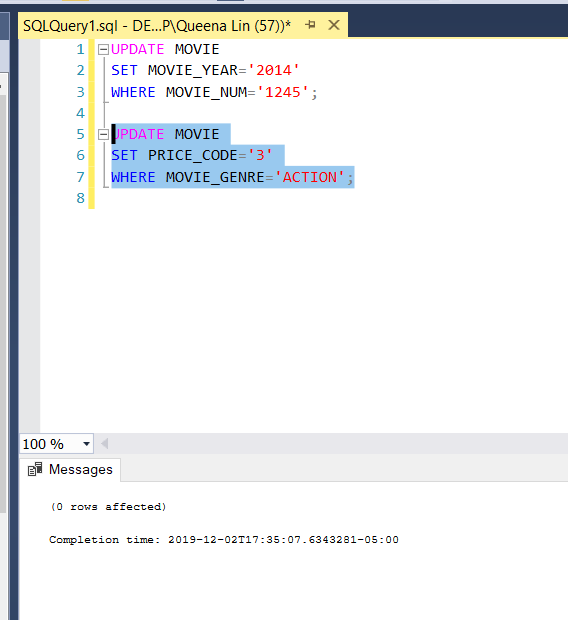 SQLQuery1.sql - DE...P\Queena Lin (57))*
1 UPDATE MOVIE
2 SET MOVIE_YEAR='2014'
3 WHERE MOVIE_NUM='1245';
4
5 UPDATE MOVIE
6 SET PRICE_CODE='3'
7 WHERE MOVIE_GENRE='ACTION';
8
100 %
Messages
(0 rows affected)
Completion time: 2019-12-02T17:35:07.6343281-05:00